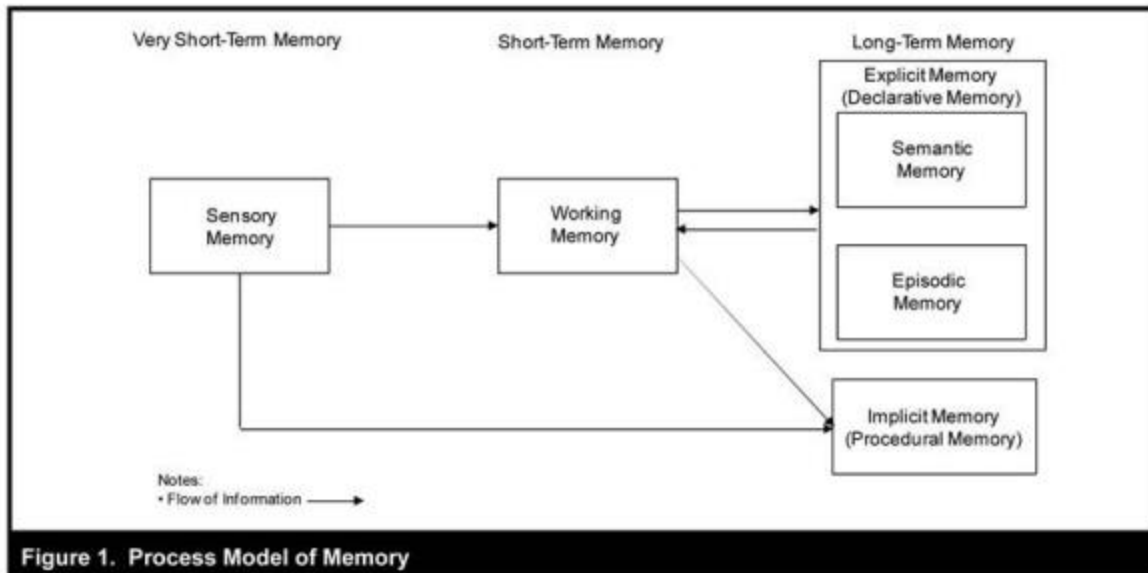 Very Short-Term Memory
Short-Term Memory
Long-Term Memory
Explicit Memory
(Declarative Memory)
Semantic
Memory
Sensory
Memory
Working
Memory
Episodic
Memory
Implicit Memory
(Procedural Memory)
Notes:
• Flow of Information
Figure 1. Process Model of Memory